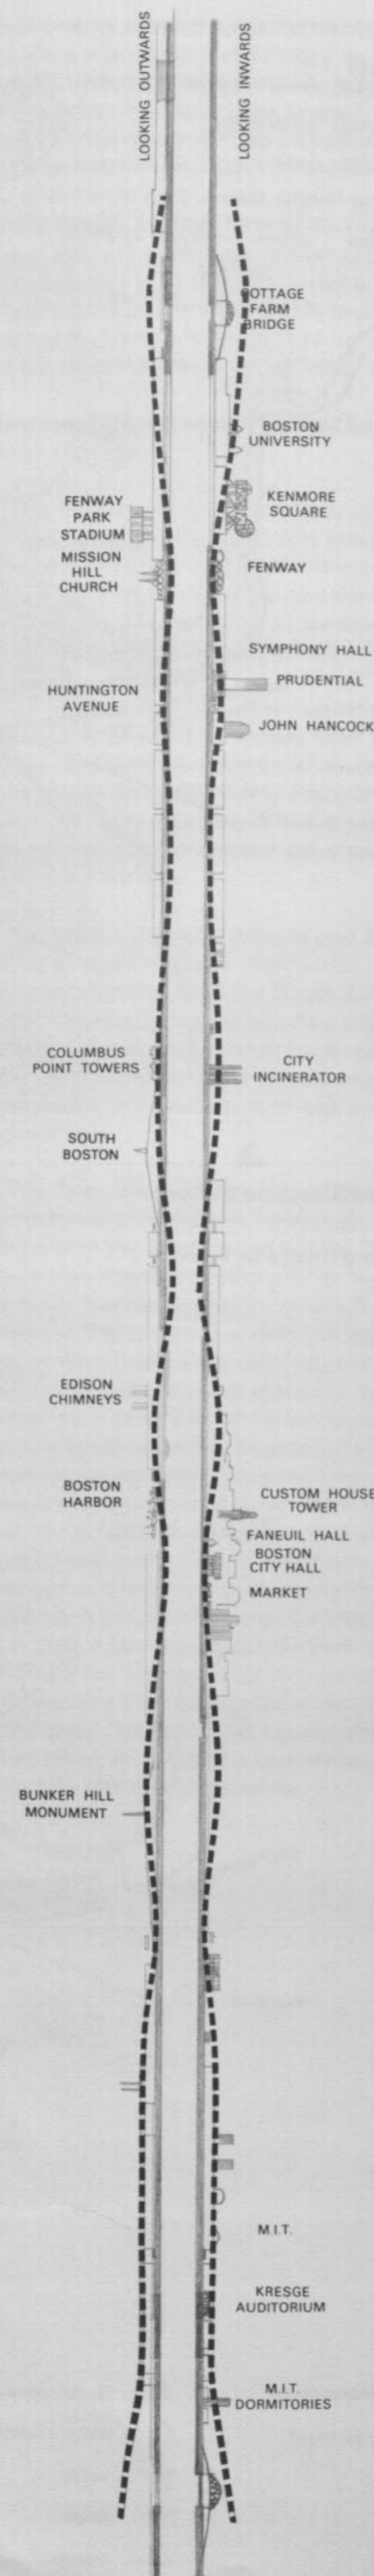 LOOKING OUTWARDS
LOOKING INWARDS
COTTAGE
FARM
BRIDGE
BOSTON
UNIVERSITY
FENWAY
PARK
STADIUM
KENMORE
SQUARE
MISSION
HILL
CHURCH
FENWAY
SYMPHONY HALL
PRUDENTIAL
HUNTINGTON
AVENUE
JOHN HANCOCK
COLUMBUS
POINT TOWERS
CITY
INCINERATOR
SOUTH
BOSTON
EDISON
CHIMNEYS
BOSTON
HARBOR
CUSTOM HOUSE
TOWER
FANEUIL HALL
BOSTON
CITY HALL
MARKET
BUNKER HILL
MONUMENT
M.I.T.
KRESGE
AUDITORIUM
M.I.T.
DORMITORIES